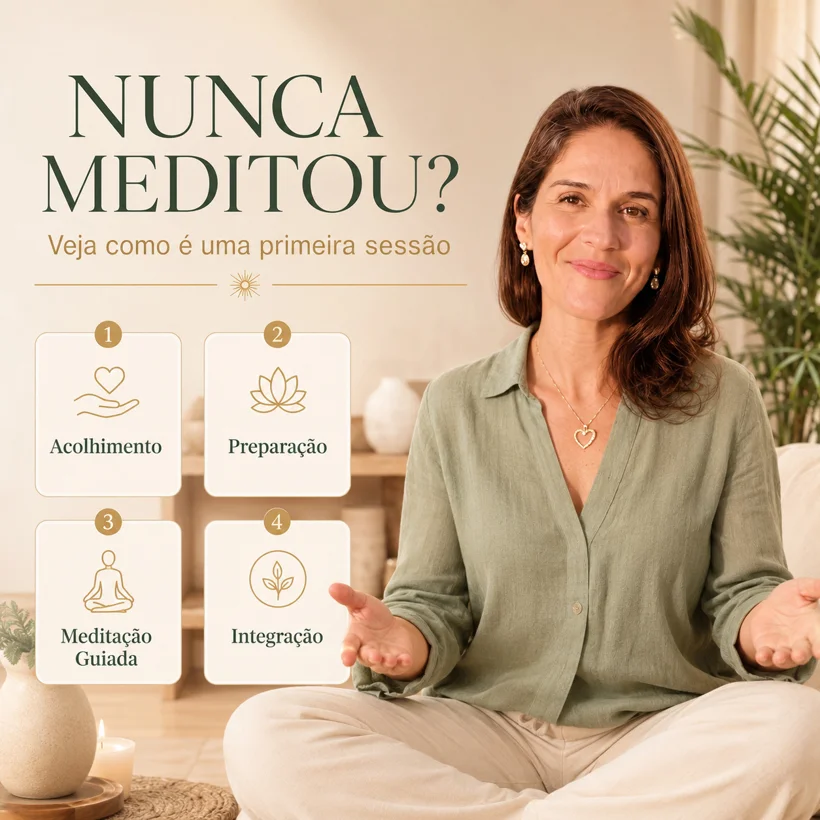 NUNCA
MEDITOU?
Veja como é uma primeira sessão
1
Acolhimento
2
Preparação
3
Meditação
Guiada
4
Integração